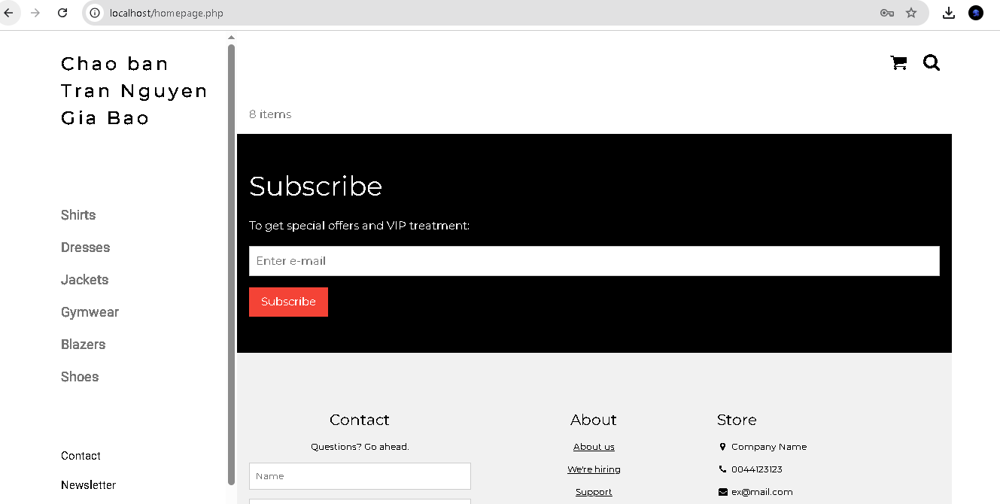 localhost/homepage.php
Chao ban
Tran Nguyen
Gia Bao
Shirts
Dresses
Jackets
Gymwear
Blazers
Shoes
Contact
Newsletter
8 items
Subscribe
To get special offers and VIP treatment:
Enter e-mail
Subscribe
Contact
Questions? Go ahead.
Name
About
About us
We're hiring
Support
Store
Company Name
0044123123
ex@mail.com